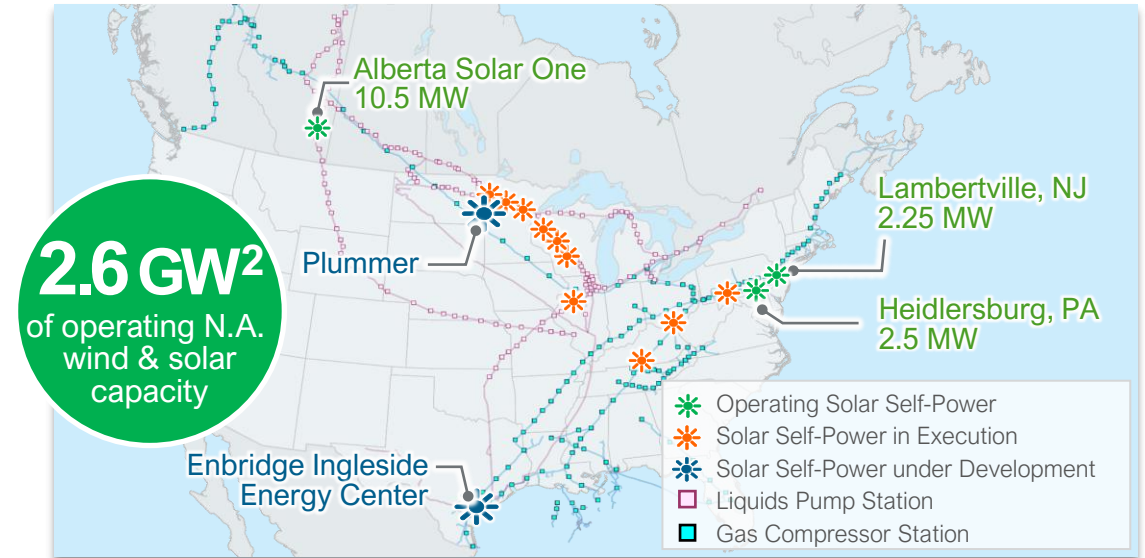 Alberta Solar One
10.5 MW
Lambertville, NJ
2.25 MW
Plummer
2.6 GW2
of operating N.A.
wind & solar
capacity
Heidlersburg, PA
2.5 MW
Enbridge Ingleside
Energy Center
Operating Solar Self-Power
Solar Self-Power in Execution
Solar Self-Power under Development
Liquids Pump Station
Gas Compressor Station